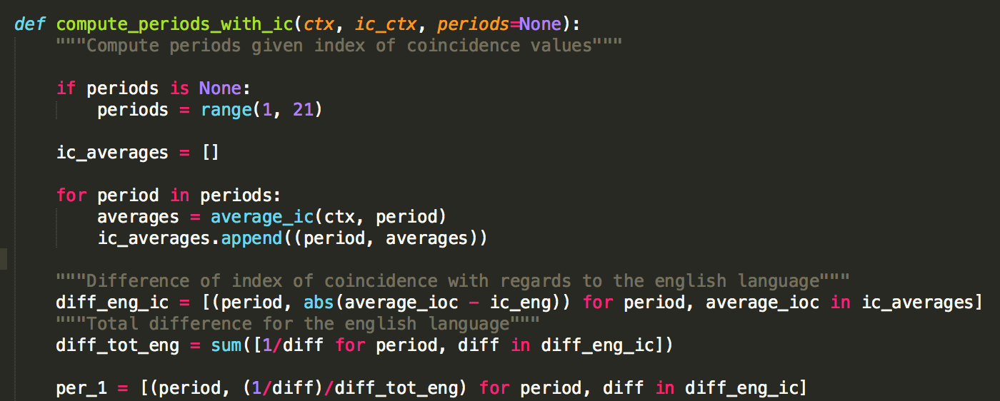 def compute_periods_with_ic(ctx, ic_ctx, periods=None):
"""Compute periods given index of coincidence values"""
if periods is None:
periods = range(1, 21)
ic_averages = []
for period in periods:
averages = average_ic(ctx, period)
ic_averages.append((period, averages))
"""Difference of index of coincidence with regards to the english language"""
diff_eng_ic = [(period, abs(average_ioc - ic_eng)) for period, average_ioc in ic_averages]
"""Total difference for the english language"""
diff_tot_eng = sum([1/diff for period, diff in diff_eng_ic])
per_1 = [(period, (1/diff)/diff_tot_eng) for period, diff in diff_eng_ic]